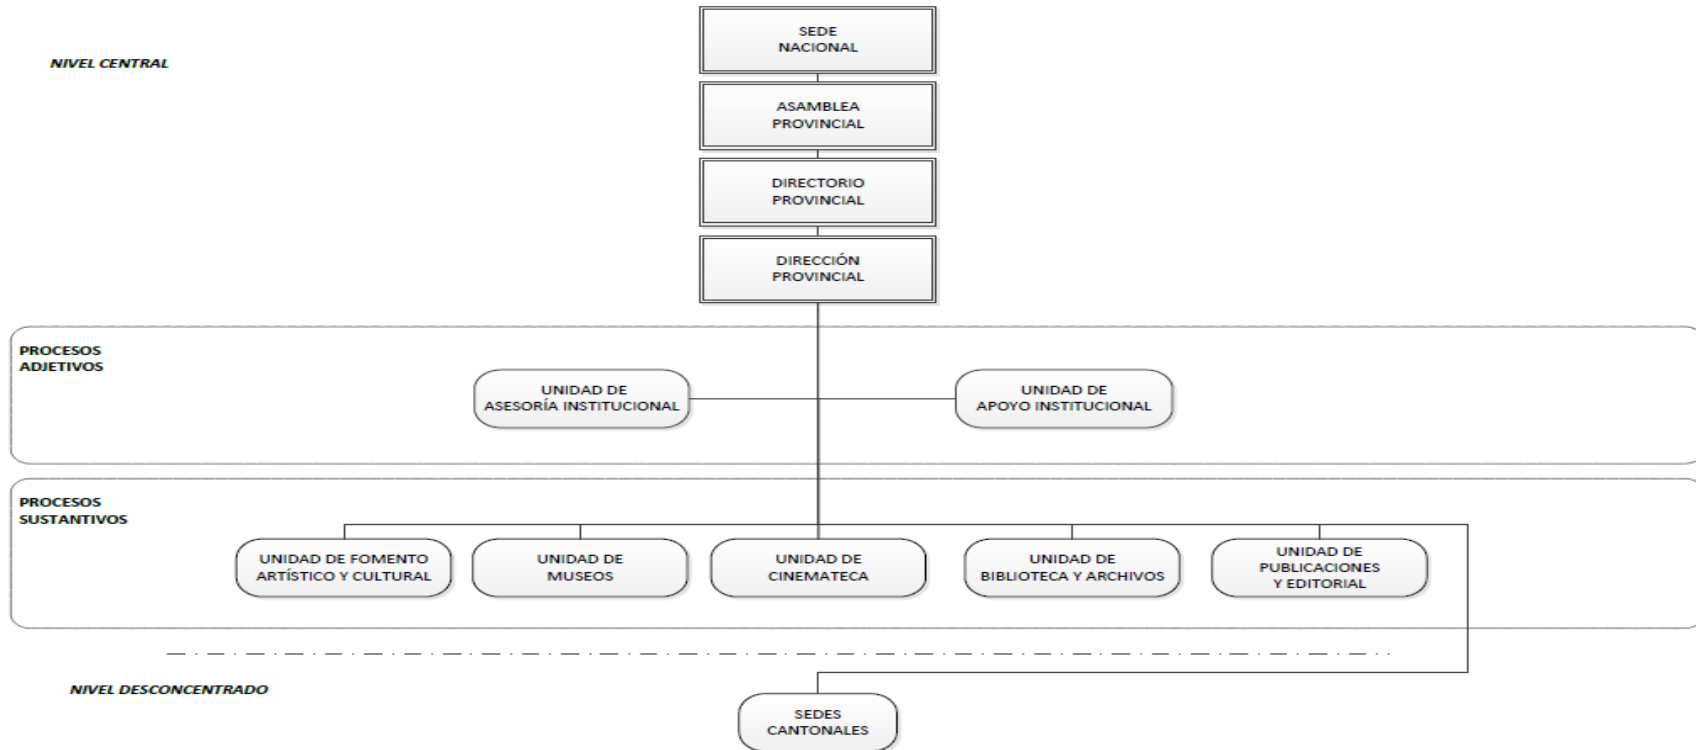 SEDE
NACIONAL
NIVEL CENTRAL
ASAMBLEA
PROVINCIAL
DIRECTORIO
PROVINCIAL
DIRECCIÓN
PROVINCIAL
PROCESOS
ADJETIVOS
UNIDAD DE
ASESORÍA INSTITUCIONAL
UNIDAD DE
APOYO INSTITUCIONAL
PROCESOS
SUSTANTIVOS
UNIDAD DE FOMENTO
ARTÍSTICO Y CULTURAL
UNIDAD DE
MUSEOS
UNIDAD DE
CINEMATECA
UNIDAD DE
BIBLIOTECA Y ARCHIVOS
UNIDAD DE
PUBLICACIONES
Y EDITORIAL
NIVEL DESCONCENTRADO
SEDES
CANTONALES